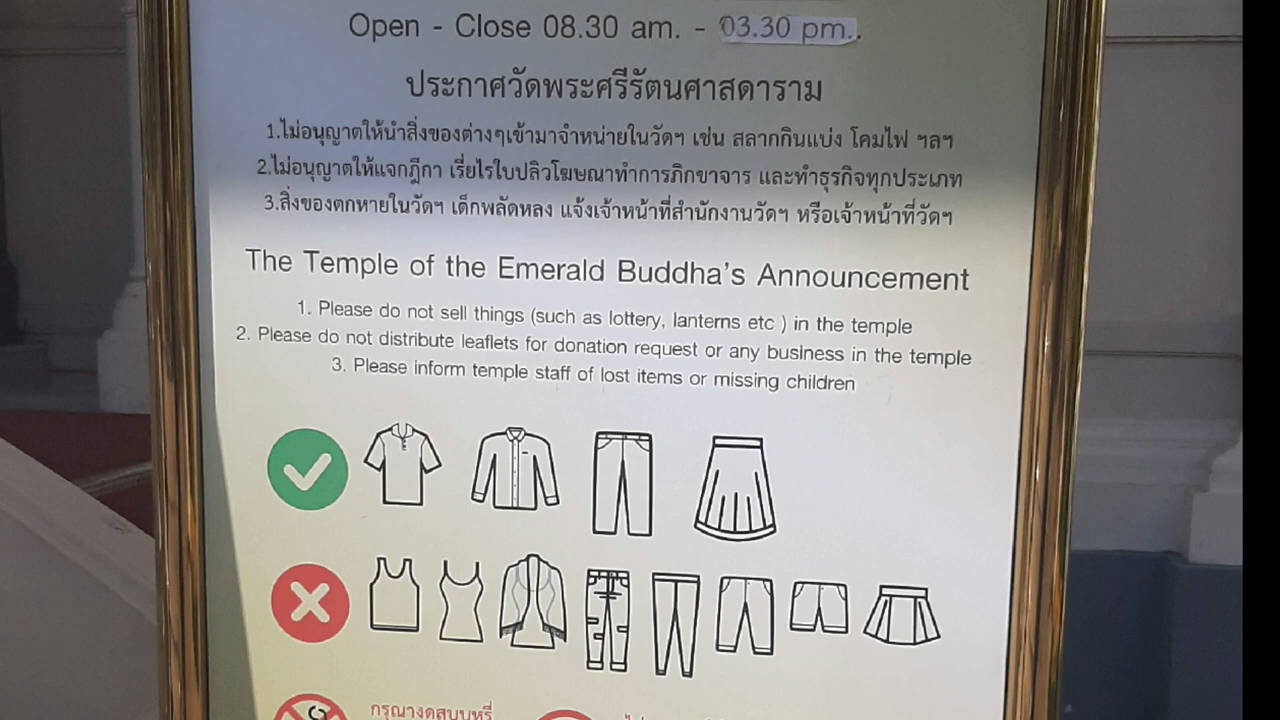 Open - Close 08.30 am. - 03.30 pm..
ประกาศวัดพระศรีรัตนศาสดาราม
1.ไม่อนุญาตให้นำสิ่งของต่างๆเข้ามาจำหน่ายในวัดฯ เช่น สลากกินแบ่ง โคมไฟ ฯลฯ
2.ไม่อนุญาตให้แจกฎีกา เรี่ยไรใบปลิวโฆษณาทำการภิกขาจาร และทำธุรกิจทุกประเภท
3.สิ่งของตกหายในวัดฯ เด็กพลัดหลง แจ้งเจ้าหน้าที่สำนักงานวัดฯ หรือเจ้าหน้าที่วัดฯ
The Temple of the Emerald Buddha's Announcement
1. Please do not sell things (such as lottery, lanterns etc ) in the temple
2. Please do not distribute leaflets for donation request or any business in the temple
3. Please inform temple staff of lost items or missing children
กรุณางดสูบบุหรี่